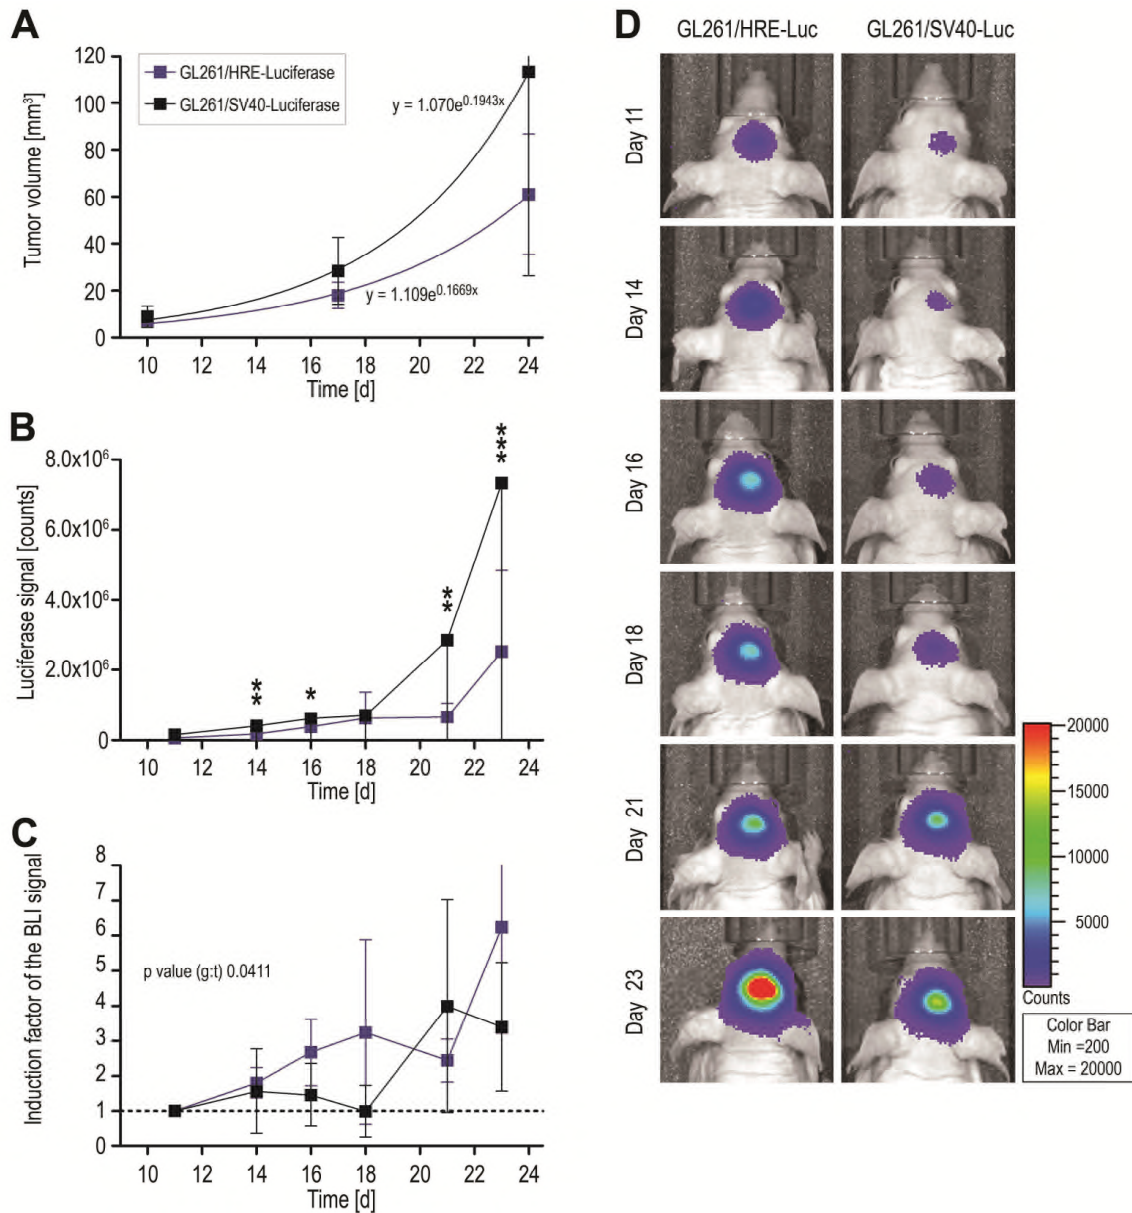 A
Tumor volume [mm³]
120
100
80
60
40
20
0
GL261/HRE-Luciferase
GL261/SV40-Luciferase
y = 1.070e^0.1943x
y = 1.109e^0.1669x
10 12 14 16 18 20 22 24
Time [d]
B
Luciferase signal [counts]
8.0x10⁶
6.0x10⁶
4.0x10⁶
2.0x10⁶
0
**
*
**
***
10 12 14 16 18 20 22 24
Time [d]
C
Induction factor of the BLI signal
8
7
6
5
4
3
2
1
0
p value (g:t) 0.0411
10 12 14 16 18 20 22 24
Time [d]
D
GL261/HRE-Luc GL261/SV40-Luc
Day 11
Day 14
Day 16
Day 18
Day 21
Day 23
20000
15000
10000
5000
Counts
Color Bar
Min =200
Max = 20000